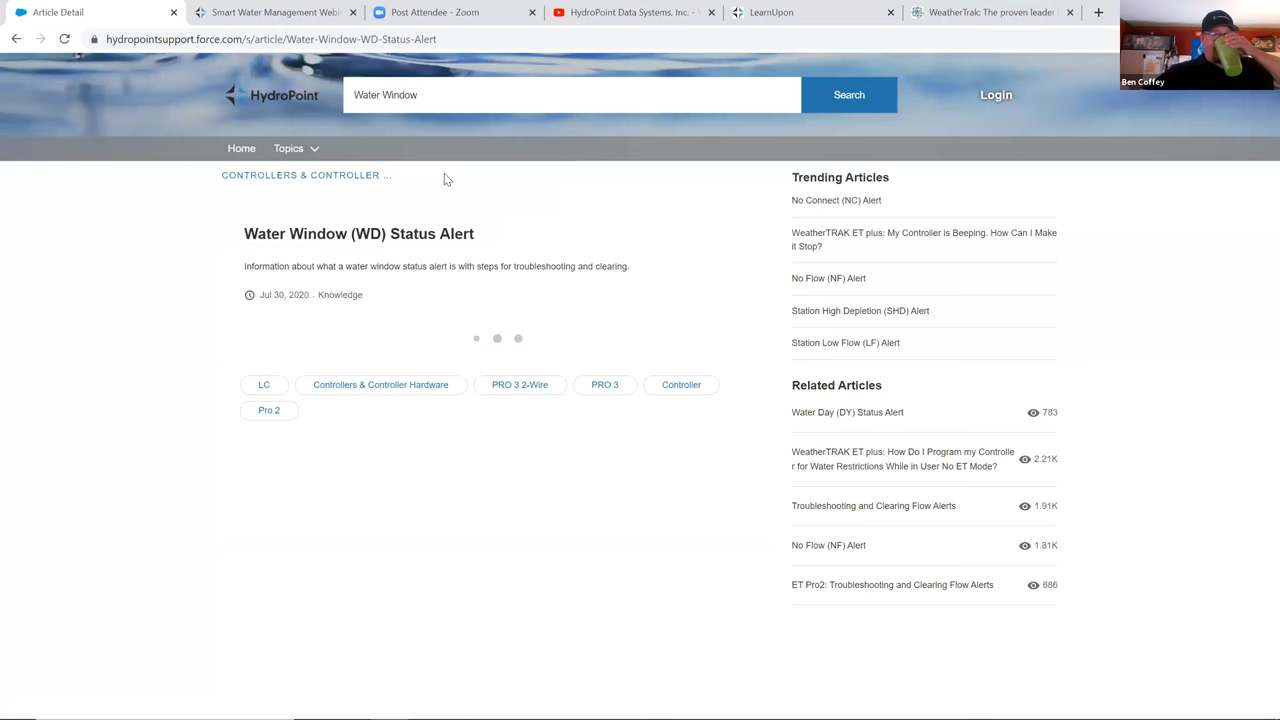 Article Detail
Smart Water Management Webi
Post Attendee - Zoom
HydroPoint Data Systems, Inc. -
LearnUpon
WeatherTrak: The proven leader
hydropointsupport.force.com/s/article/Water-Window-WD-Status-Alert
Ben Coffey
HydroPoint
Water Window
Search
Login
Home
Topics
CONTROLLERS & CONTROLLER ...
Water Window (WD) Status Alert
Information about what a water window status alert is with steps for troubleshooting and clearing.
Jul 30, 2020 . Knowledge
LC
Controllers & Controller Hardware
PRO 3 2-Wire
PRO 3
Controller
Pro 2
Trending Articles
No Connect (NC) Alert
WeatherTRAK ET plus: My Controller is Beeping. How Can I Make
it Stop?
No Flow (NF) Alert
Station High Depletion (SHD) Alert
Station Low Flow (LF) Alert
Related Articles
Water Day (DY) Status Alert
783
WeatherTRAK ET plus: How Do I Program my Controlle
r for Water Restrictions While in User No ET Mode?
2.21K
Troubleshooting and Clearing Flow Alerts
1.91K
No Flow (NF) Alert
1.81K
ET Pro2: Troubleshooting and Clearing Flow Alerts
686